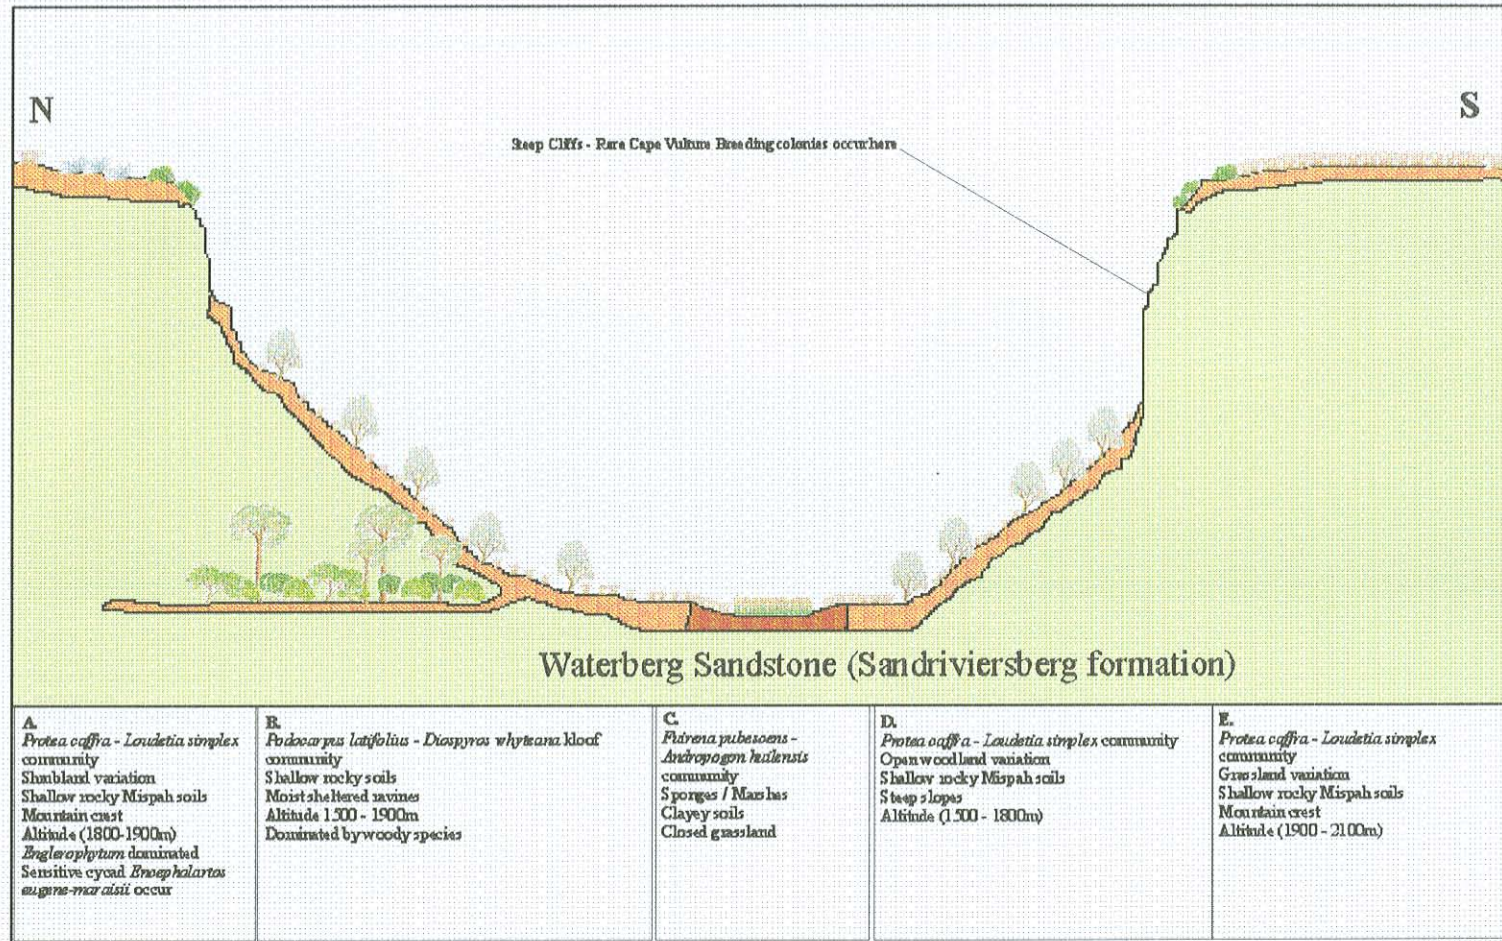 N
S
Steep Cliffs - Rare Cape Vulture Breeding colonies occur here
Waterberg Sandstone (Sandriviersberg formation)
A.
Protea caffra - Loudetia simplex
community
Shrubland variation
Shallow rocky Mispah soils
Mountain crest
Altitude (1800-1900m)
Englerophytum dominated
Sensitive cycad Encephalartos
eugene-maraisii occur
B.
Podocarpus latifolius - Diospyros whyteana kloof
community
Shallow rocky soils
Moist sheltered ravines
Altitude 1500 - 1900m
Dominated by woody species
C.
Fuirena pubescens -
Andropogon huilensis
community
Sponges / Marshes
Clayey soils
Closed grassland
D.
Protea caffra - Loudetia simplex community
Open woodland variation
Shallow rocky Mispah soils
Steep slopes
Altitude (1500 - 1800m)
E.
Protea caffra - Loudetia simplex
community
Grassland variation
Shallow rocky Mispah soils
Mountain crest
Altitude (1900 - 2100m)